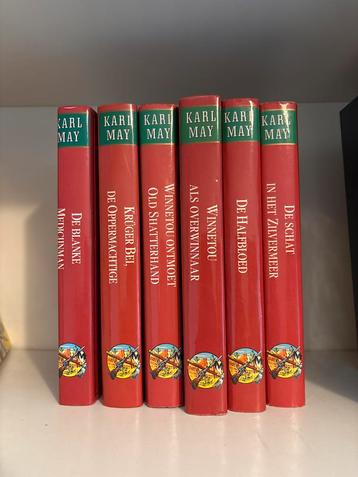 KARL
MAY
DE BLANKE
MEDICIJNMAN
KARL
MAY
KRÜGER BEI,
DE OPPERMACHTIGE
KARL
MAY
WINNETOU ONTMOET
OLD SHATTERHAND
KARL
MAY
WINNETOU
ALS OVERWINNAAR
KARL
MAY
DE HALFBLOED
KARL
MAY
DE SCHAT
IN HET ZILVERMEER